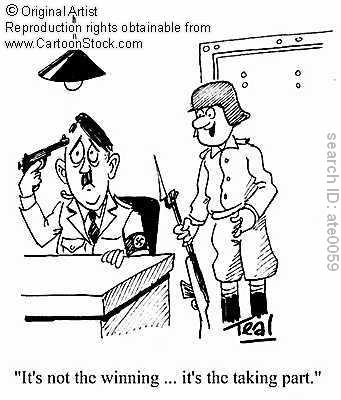 © Original Artist
Reproduction rights obtainable from
www.CartoonStock.com
search ID: ate0059
Teal
"It's not the winning ... it's the taking part."